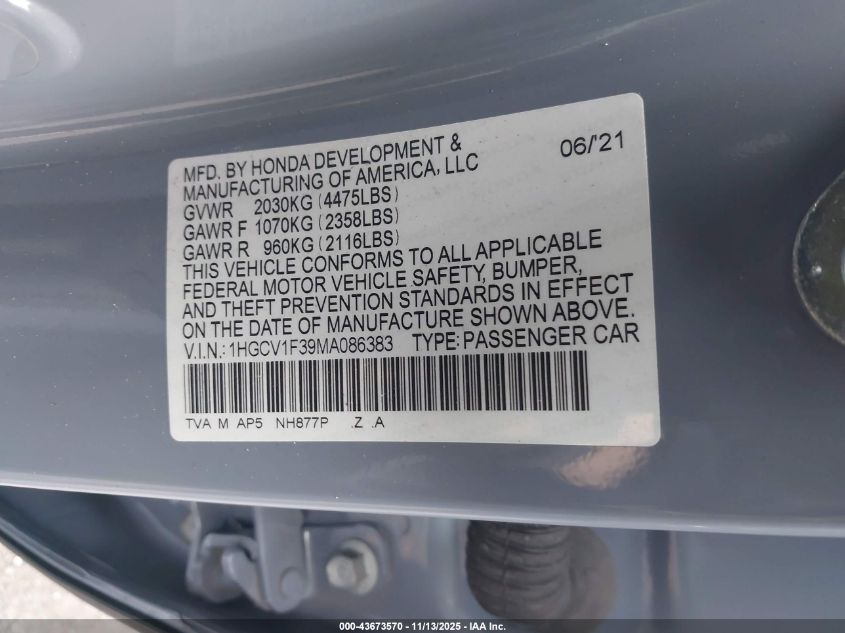 MFD. BY HONDA DEVELOPMENT & 06/'21
MANUFACTURING OF AMERICA, LLC
GVWR 2030KG (4475LBS)
GAWR F 1070KG (2358LBS)
GAWR R 960KG (2116LBS)
THIS VEHICLE CONFORMS TO ALL APPLICABLE
FEDERAL MOTOR VEHICLE SAFETY, BUMPER,
AND THEFT PREVENTION STANDARDS IN EFFECT
ON THE DATE OF MANUFACTURE SHOWN ABOVE.
V.I.N.:1HGCV1F39MA086383 TYPE:PASSENGER CAR
TVA M AP5 NH877P .Z .A
000-43673570 - 11/13/2025 - IAA Inc.